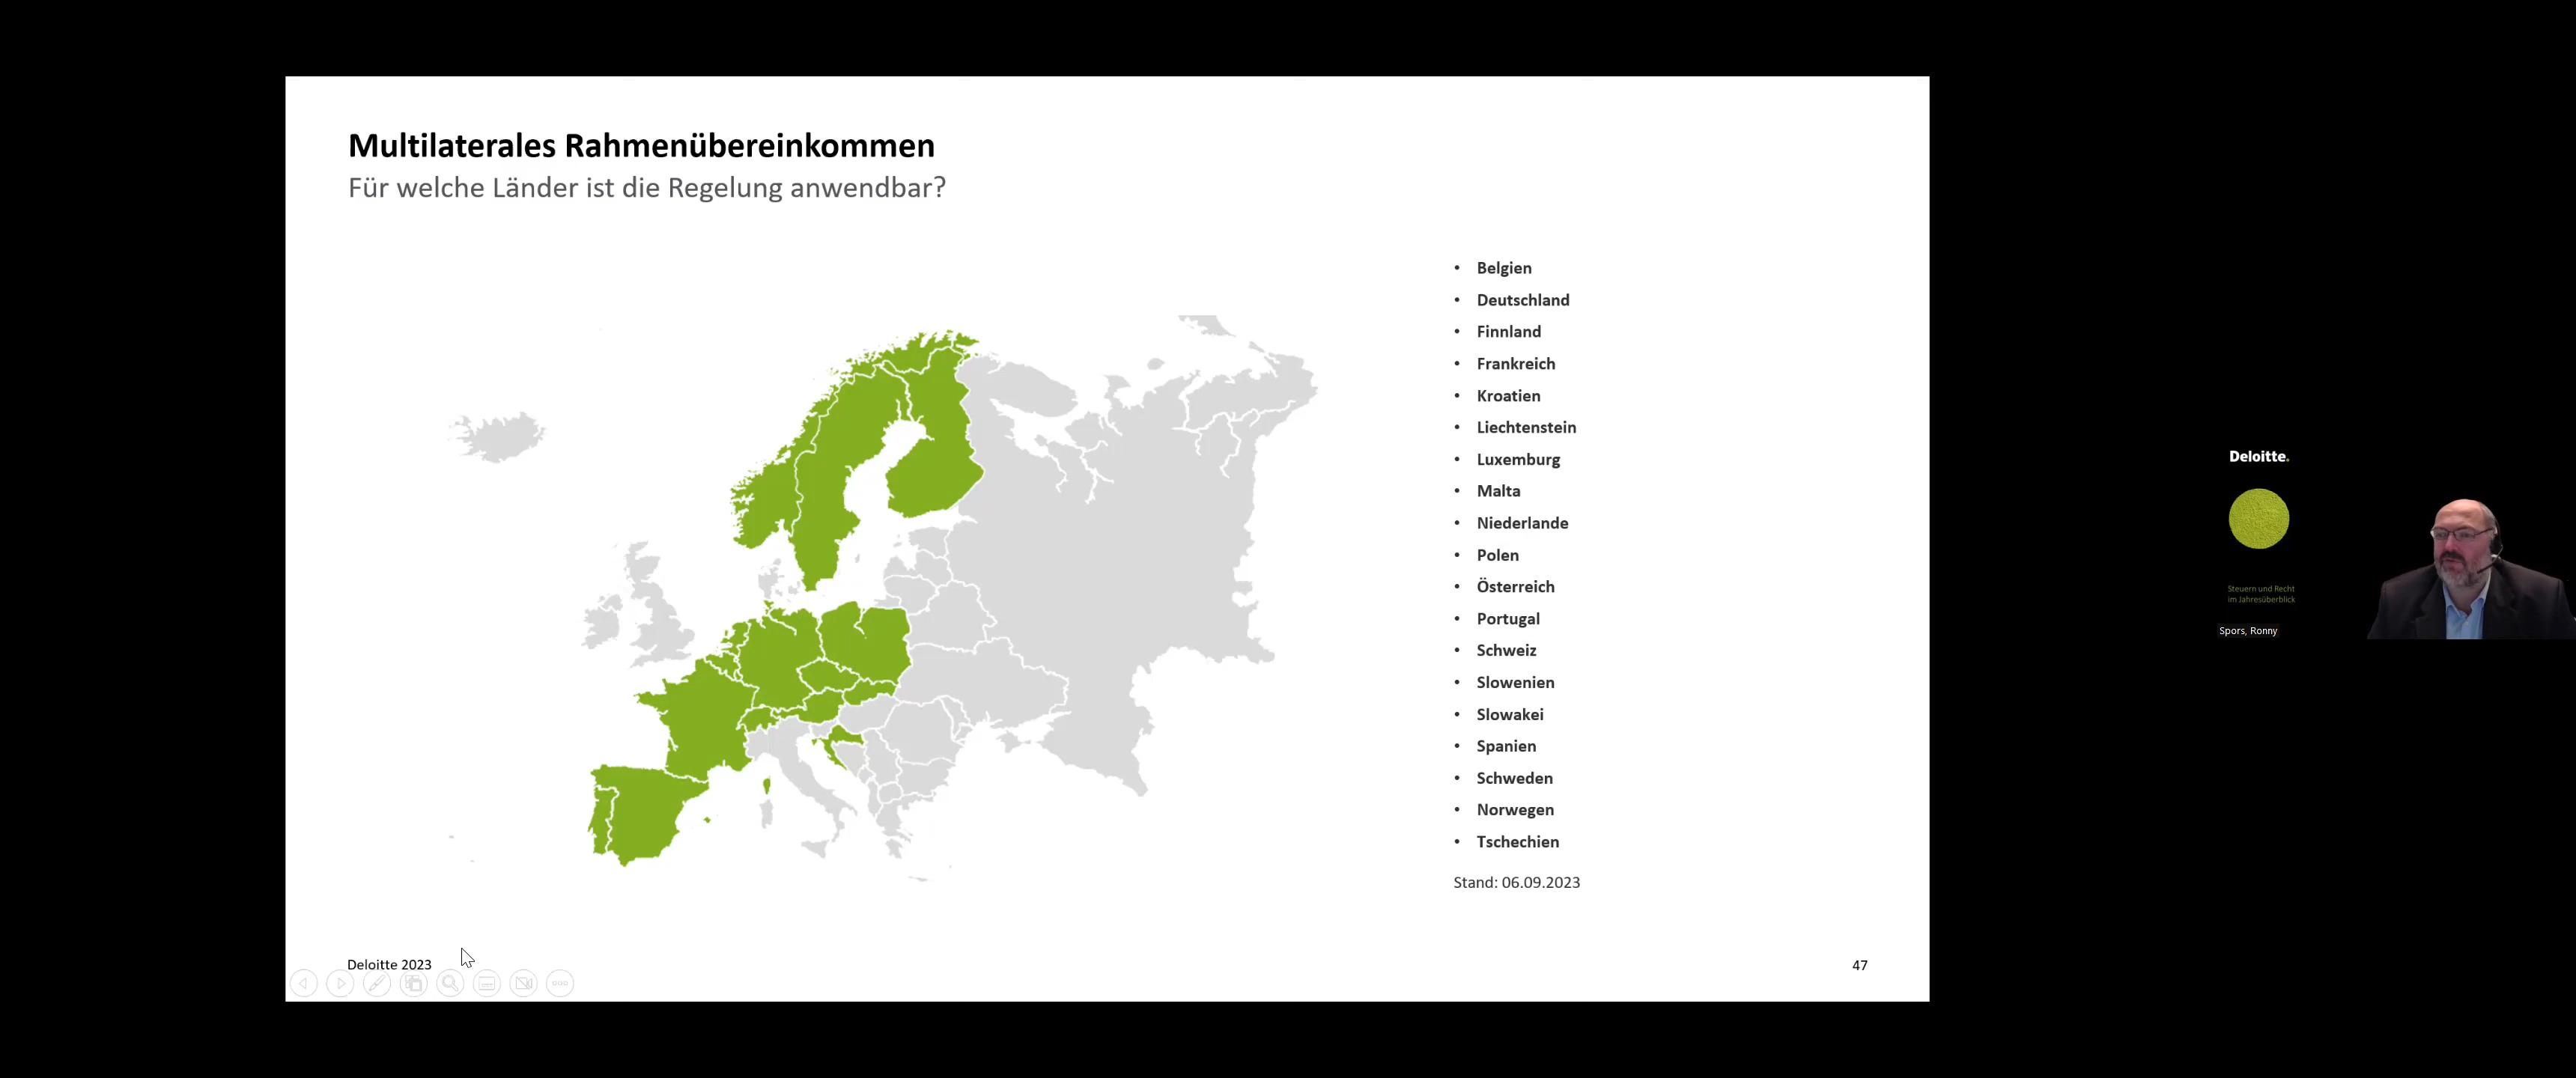 Multilaterales Rahmenübereinkommen
Für welche Länder ist die Regelung anwendbar?
• Belgien
• Deutschland
• Finnland
• Frankreich
• Kroatien
• Liechtenstein
• Luxemburg
• Malta
• Niederlande
• Polen
• Österreich
• Portugal
• Schweiz
• Slowenien
• Slowakei
• Spanien
• Schweden
• Norwegen
• Tschechien
Stand: 06.09.2023
Deloitte 2023
47
Deloitte.
Steuern und Recht
im Jahresüberblick
Spors, Ronny